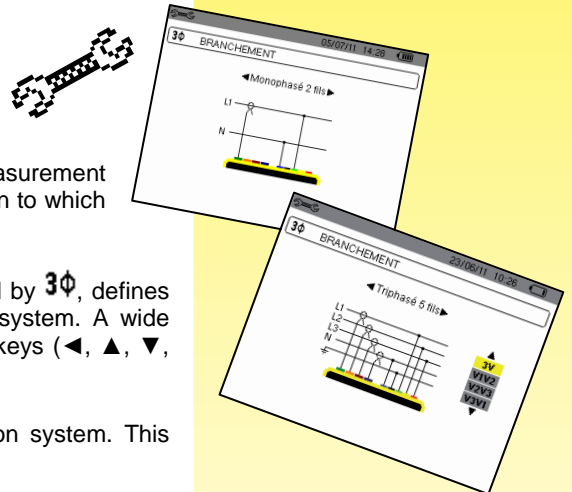 05/07/11 14:26
3Φ BRANCHEMENT
◄Monophasé 2 fils►
L1
N
asurement
n to which
23/06/11 10:26
3Φ BRANCHEMENT
◄Triphasé 5 fils►
L1
L2
L3
N
3V
V1V2
V2V3
V3V1
l by 3Φ, defines
system. A wide
keys (◄, ▲, ▼,
on system. This